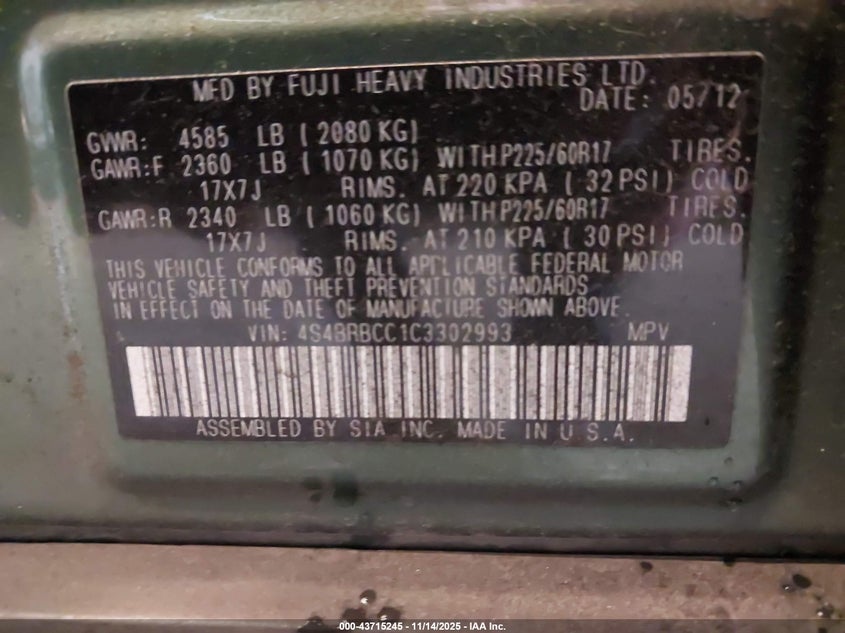 MFD BY FUJI HEAVY INDUSTRIES LTD.
DATE: 05/12
GVWR: 4585 LB ( 2080 KG)
GAWR:F 2360 LB ( 1070 KG) WITH P225/60R17 TIRES.
17X7J RIMS. AT 220 KPA ( 32 PSI) COLD
GAWR:R 2340 LB ( 1060 KG) WITH P225/60R17 TIRES.
17X7J RIMS. AT 210 KPA ( 30 PSI) COLD
THIS VEHICLE CONFORMS TO ALL APPLICABLE FEDERAL MOTOR
VEHICLE SAFETY AND THEFT PREVENTION STANDARDS
IN EFFECT ON THE DATE OF MANUFACTURE SHOWN ABOVE.
VIN: 4S4BRBCC1C3302993 MPV
ASSEMBLED BY SIA INC. MADE IN U.S.A.
000-43715245 - 11/14/2025 - IAA Inc.